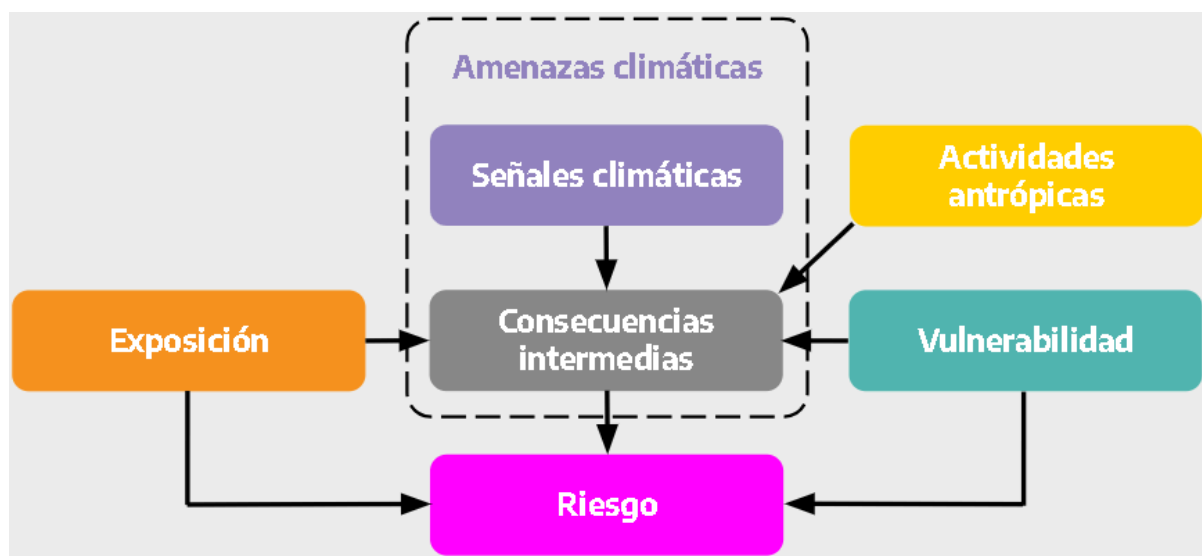 Amenazas climáticas
Señales climáticas
Actividades
antrópicas
Exposición
Consecuencias
intermedias
Vulnerabilidad
Riesgo